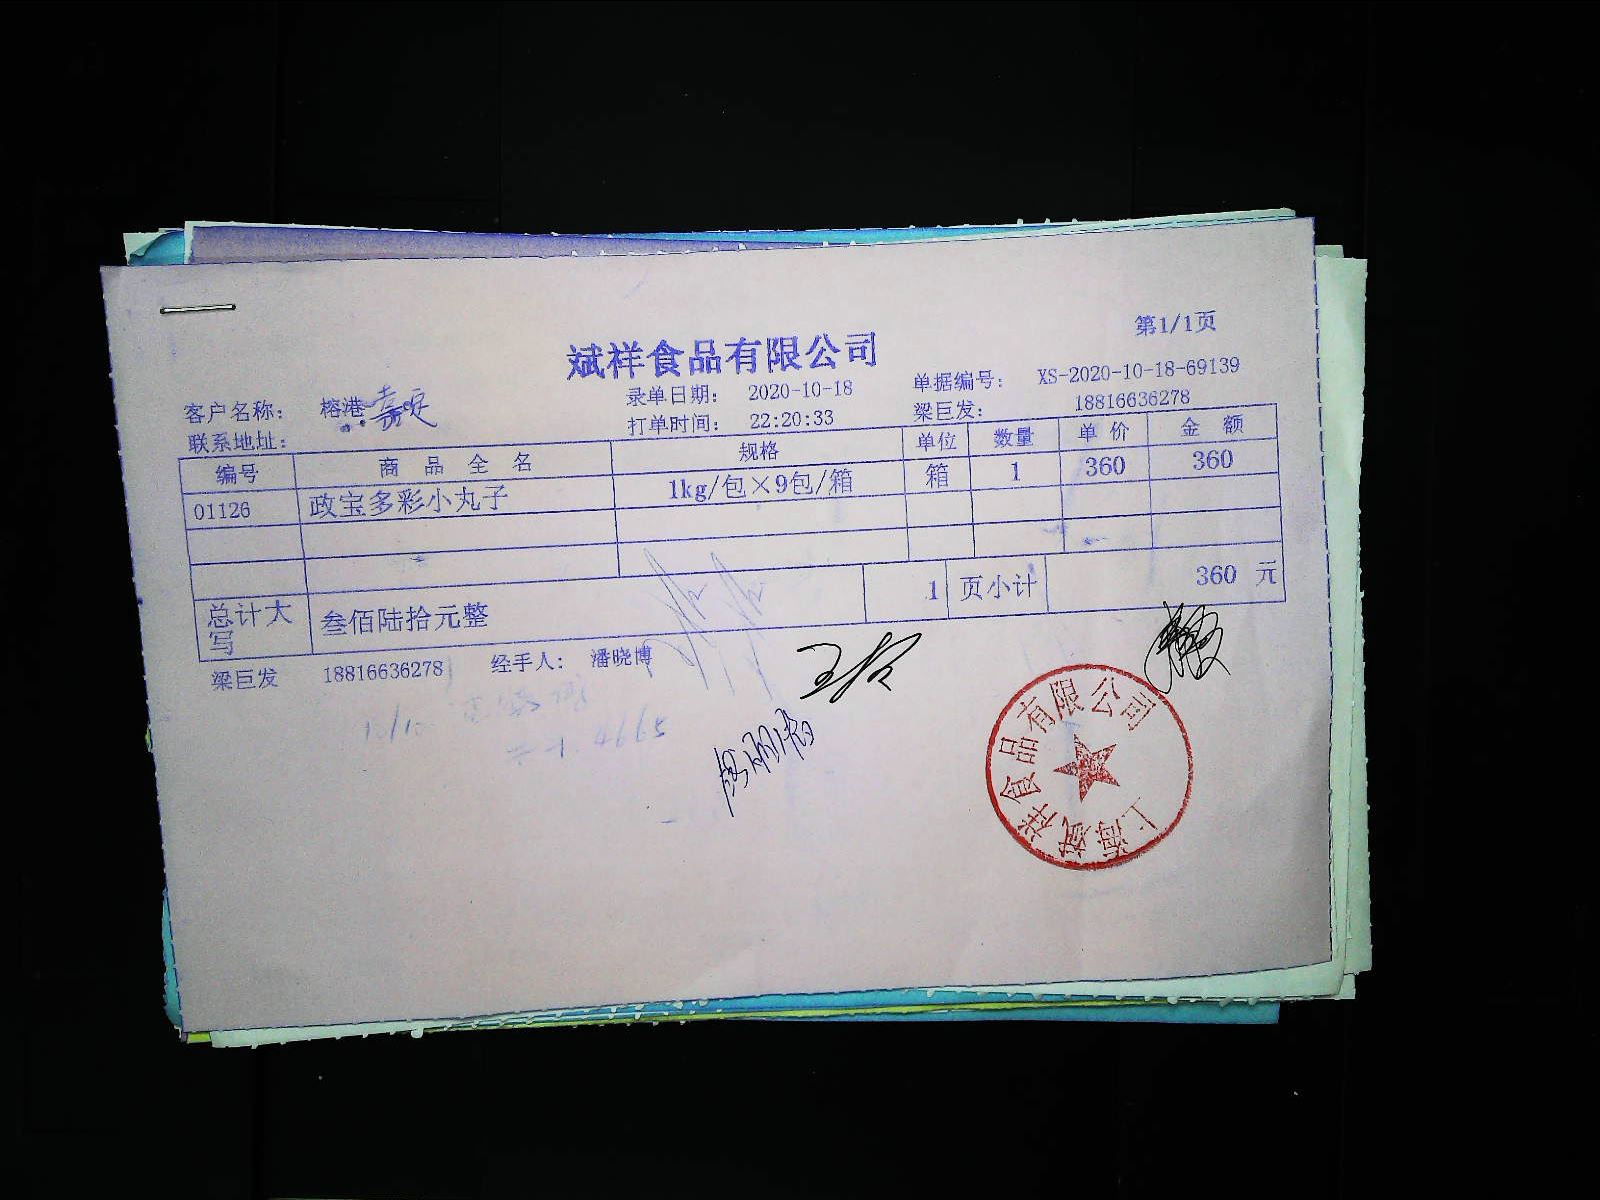 第1/1页
斌祥食品有限公司
客户名称： 榕港 嘉定 录单日期： 2020-10-18 单据编号： XS-2020-10-18-69139
联系地址： 打单时间： 22:20:33 梁巨发： 18816636278
编号 商品全名 规格 单位 数量 单价 金额
01126 政宝多彩小丸子 1kg/包×9包/箱 箱 1 360 360
总计大写 叁佰陆拾元整 1 页小计 360 元
梁巨发 18816636278 经手人： 潘晓博
上海斌祥食品有限公司